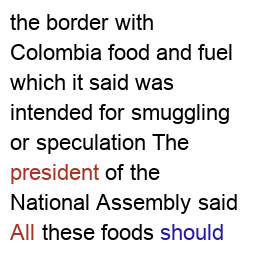 the border with
Colombia food and fuel
which it said was
intended for smuggling
or speculation The
president of the
National Assembly said
All these foods should